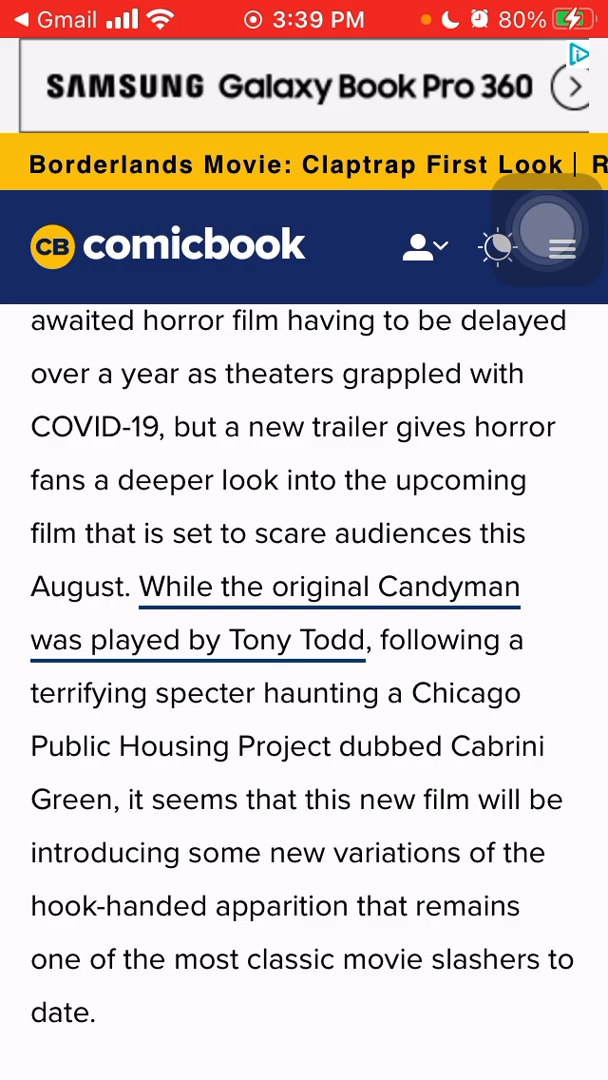 Gmail 3:39 PM 80%
SAMSUNG Galaxy Book Pro 360
Borderlands Movie: Claptrap First Look | R
CB comicbook
awaited horror film having to be delayed
over a year as theaters grappled with
COVID-19, but a new trailer gives horror
fans a deeper look into the upcoming
film that is set to scare audiences this
August. While the original Candyman
was played by Tony Todd, following a
terrifying specter haunting a Chicago
Public Housing Project dubbed Cabrini
Green, it seems that this new film will be
introducing some new variations of the
hook-handed apparition that remains
one of the most classic movie slashers to
date.